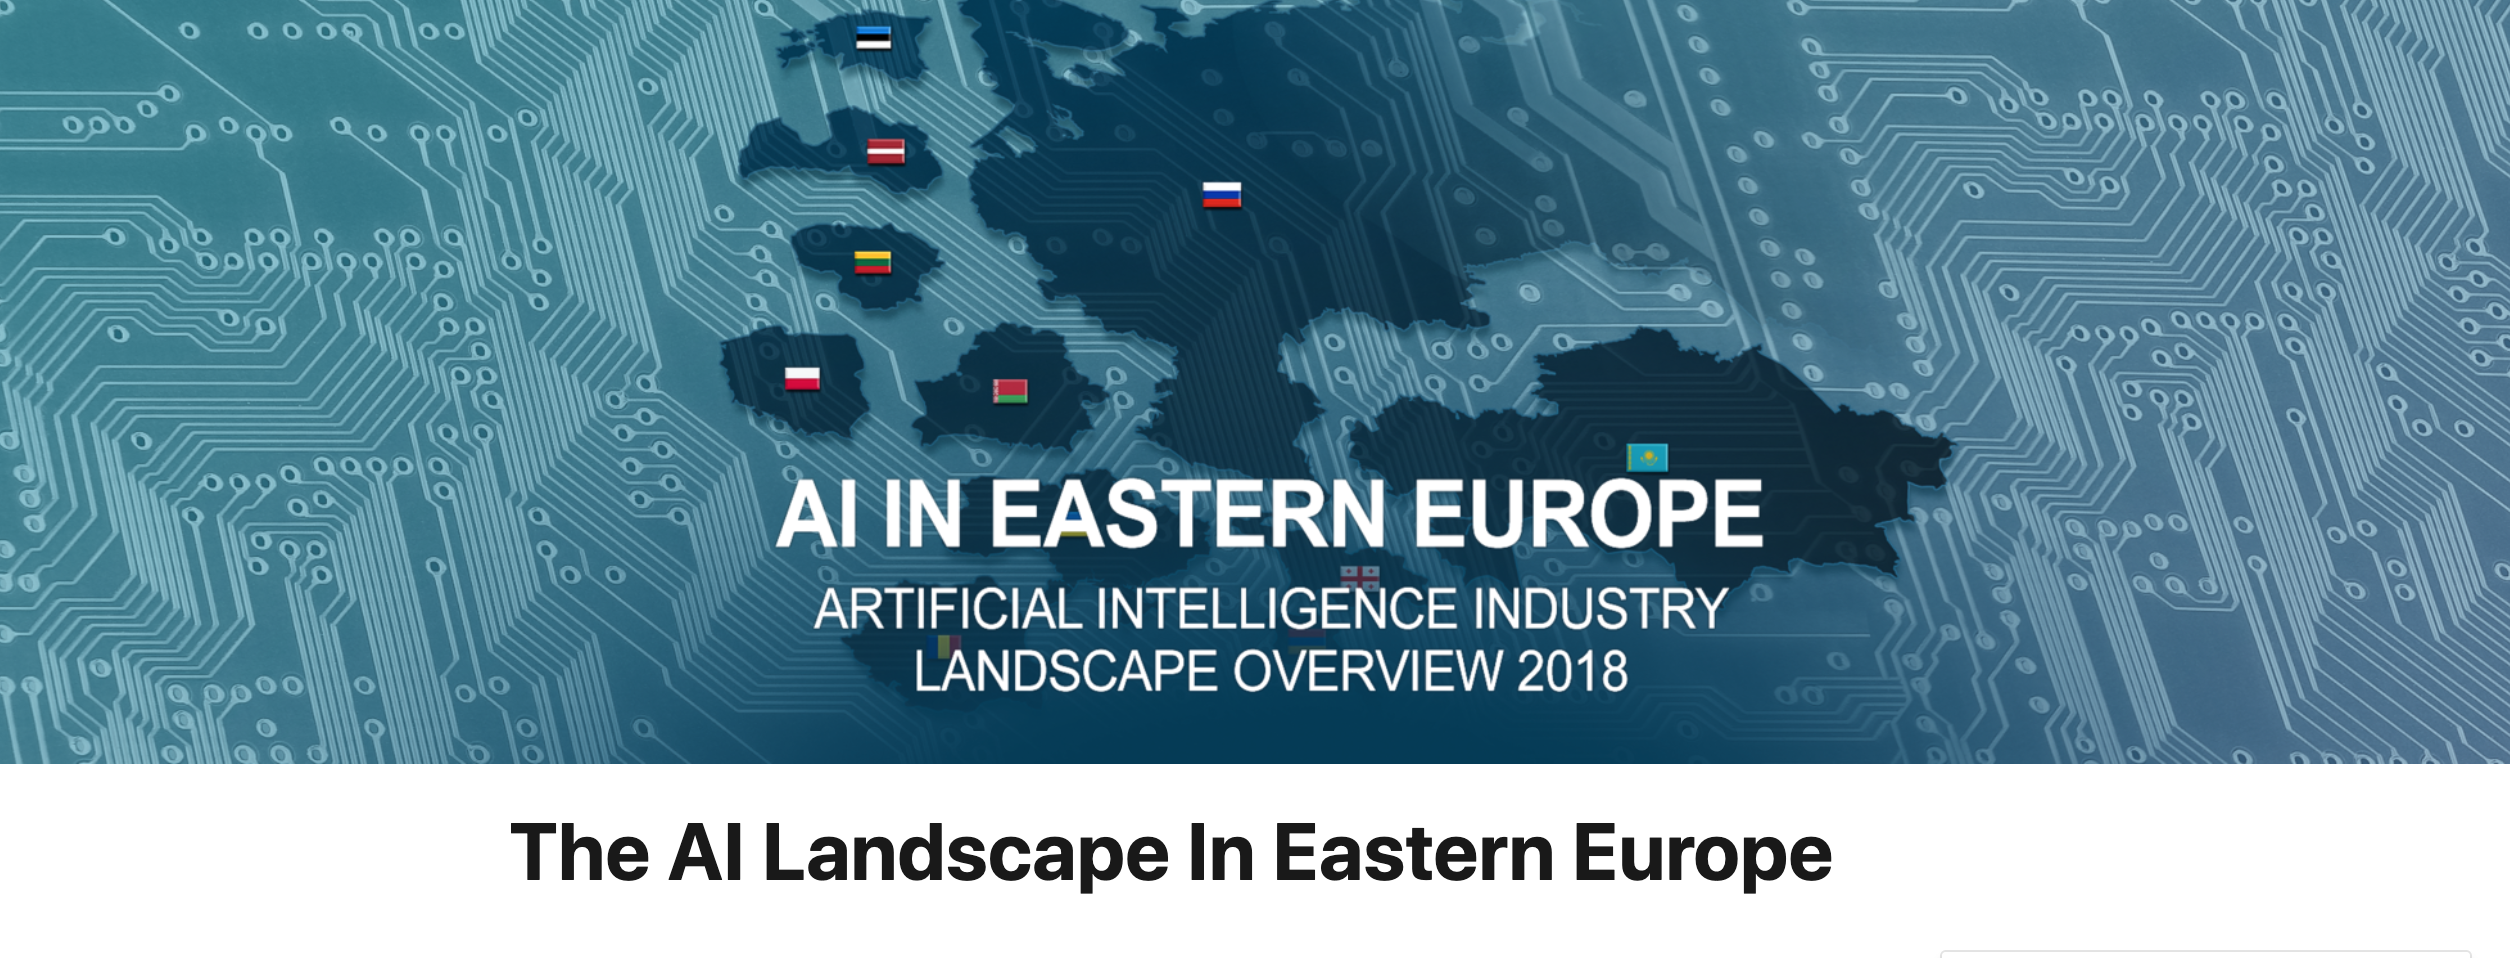 AI IN EASTERN EUROPE
ARTIFICIAL INTELLIGENCE INDUSTRY
LANDSCAPE OVERVIEW 2018
The AI Landscape In Eastern Europe